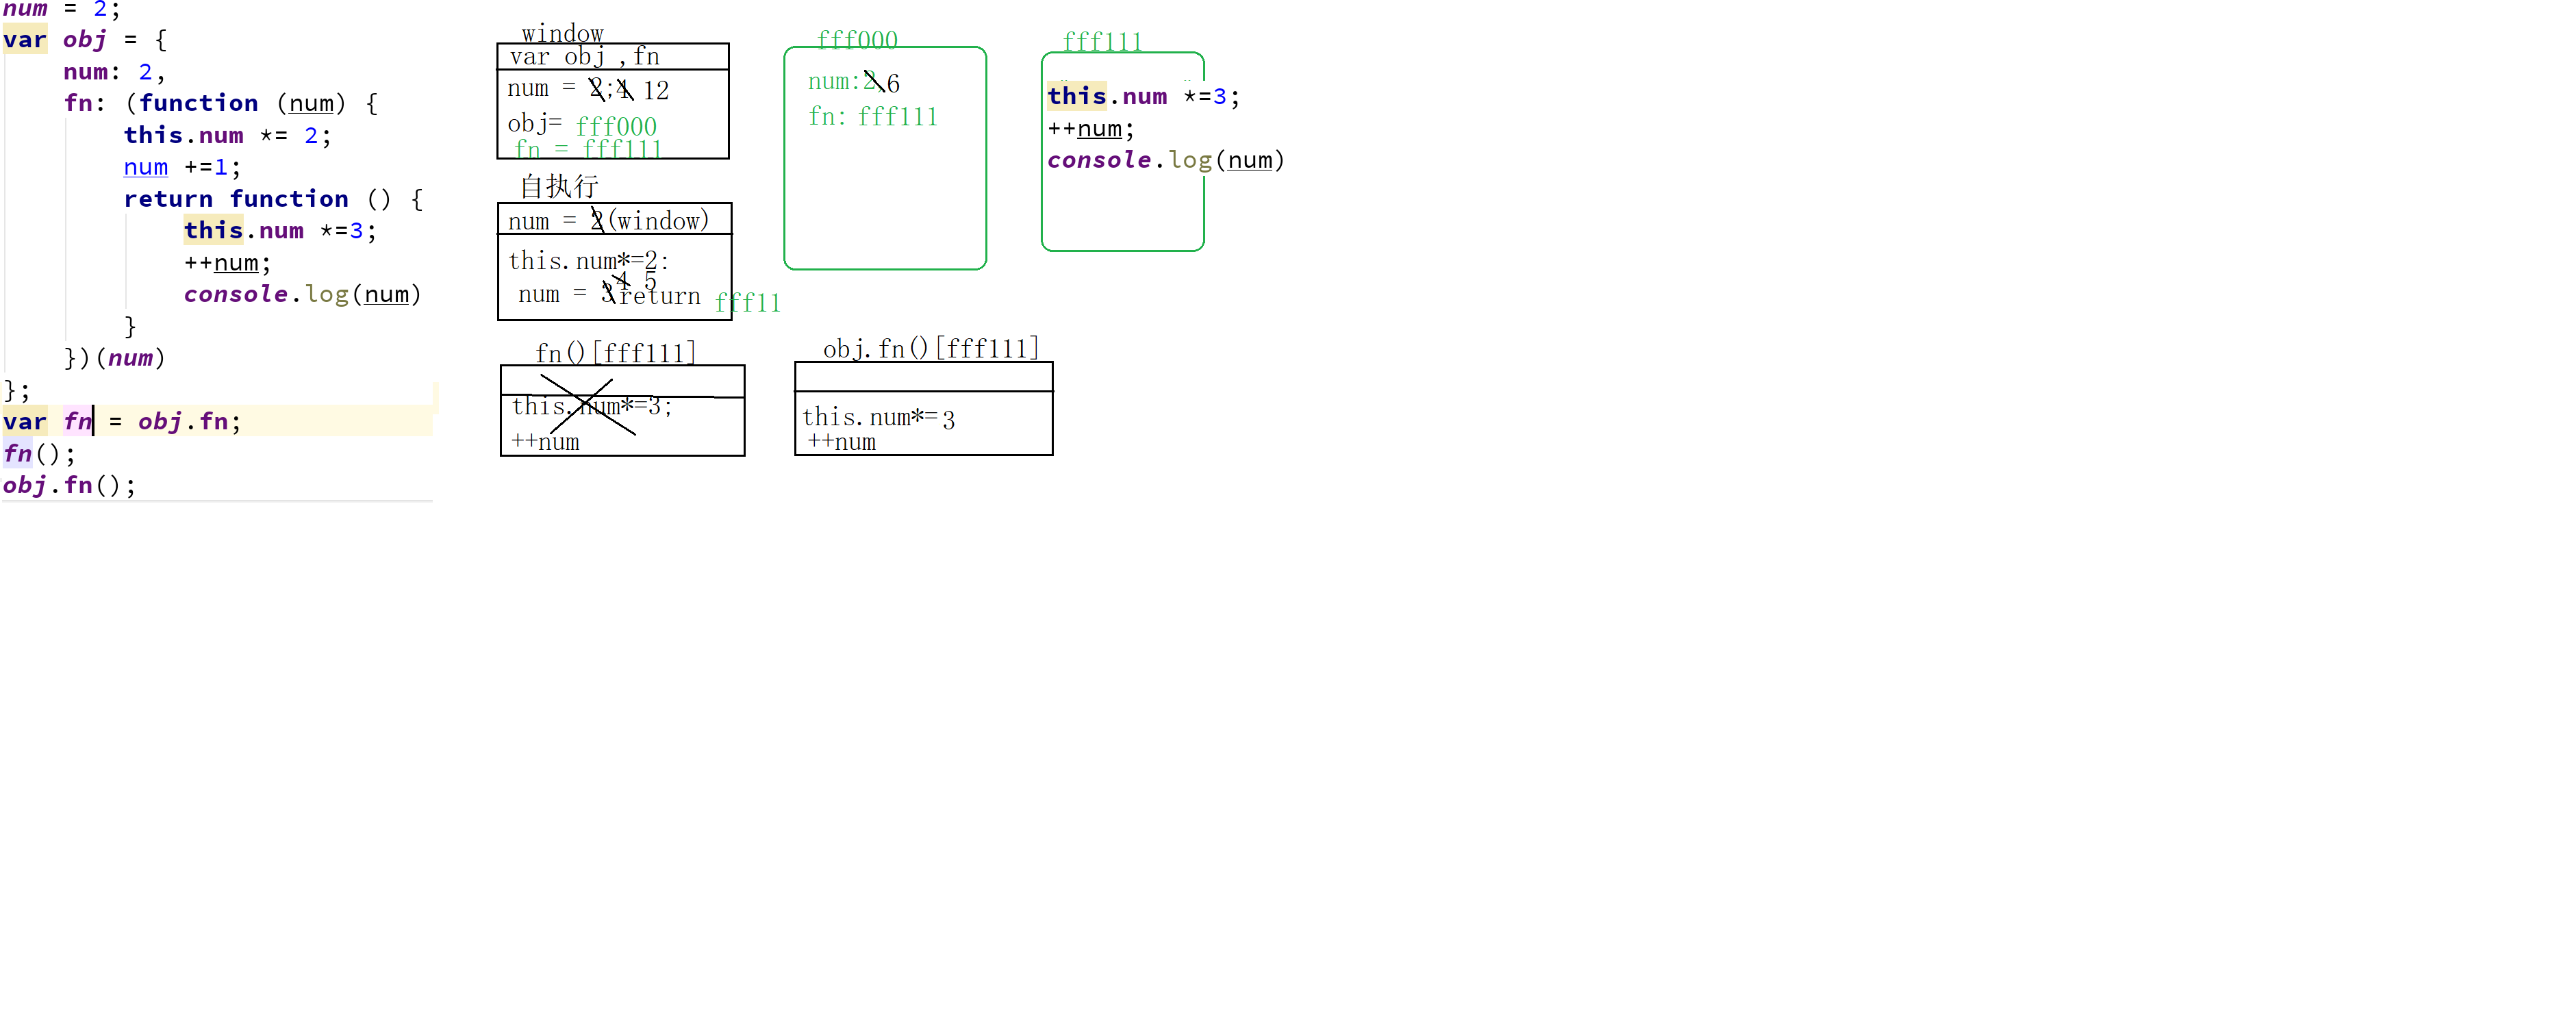 num = 2;
var obj = {
num: 2,
fn: (function (num) {
this.num *= 2;
num +=1;
return function () {
this.num *=3;
++num;
console.log(num)
}
})(num)
};
var fn = obj.fn;
fn();
obj.fn();
window
var obj ,fn
num = 2;4 12
obj= fff000
fn = fff111
自执行
num = 2(window)
this.num*=2:
4 5
num = 3 return fff11
fn()[fff111]
this.num*=3;
++num
fff000
num:2, 6
fn: fff111
obj.fn()[fff111]
this.num*=3
++num
fff111
this.num *=3;
++num;
console.log(num)